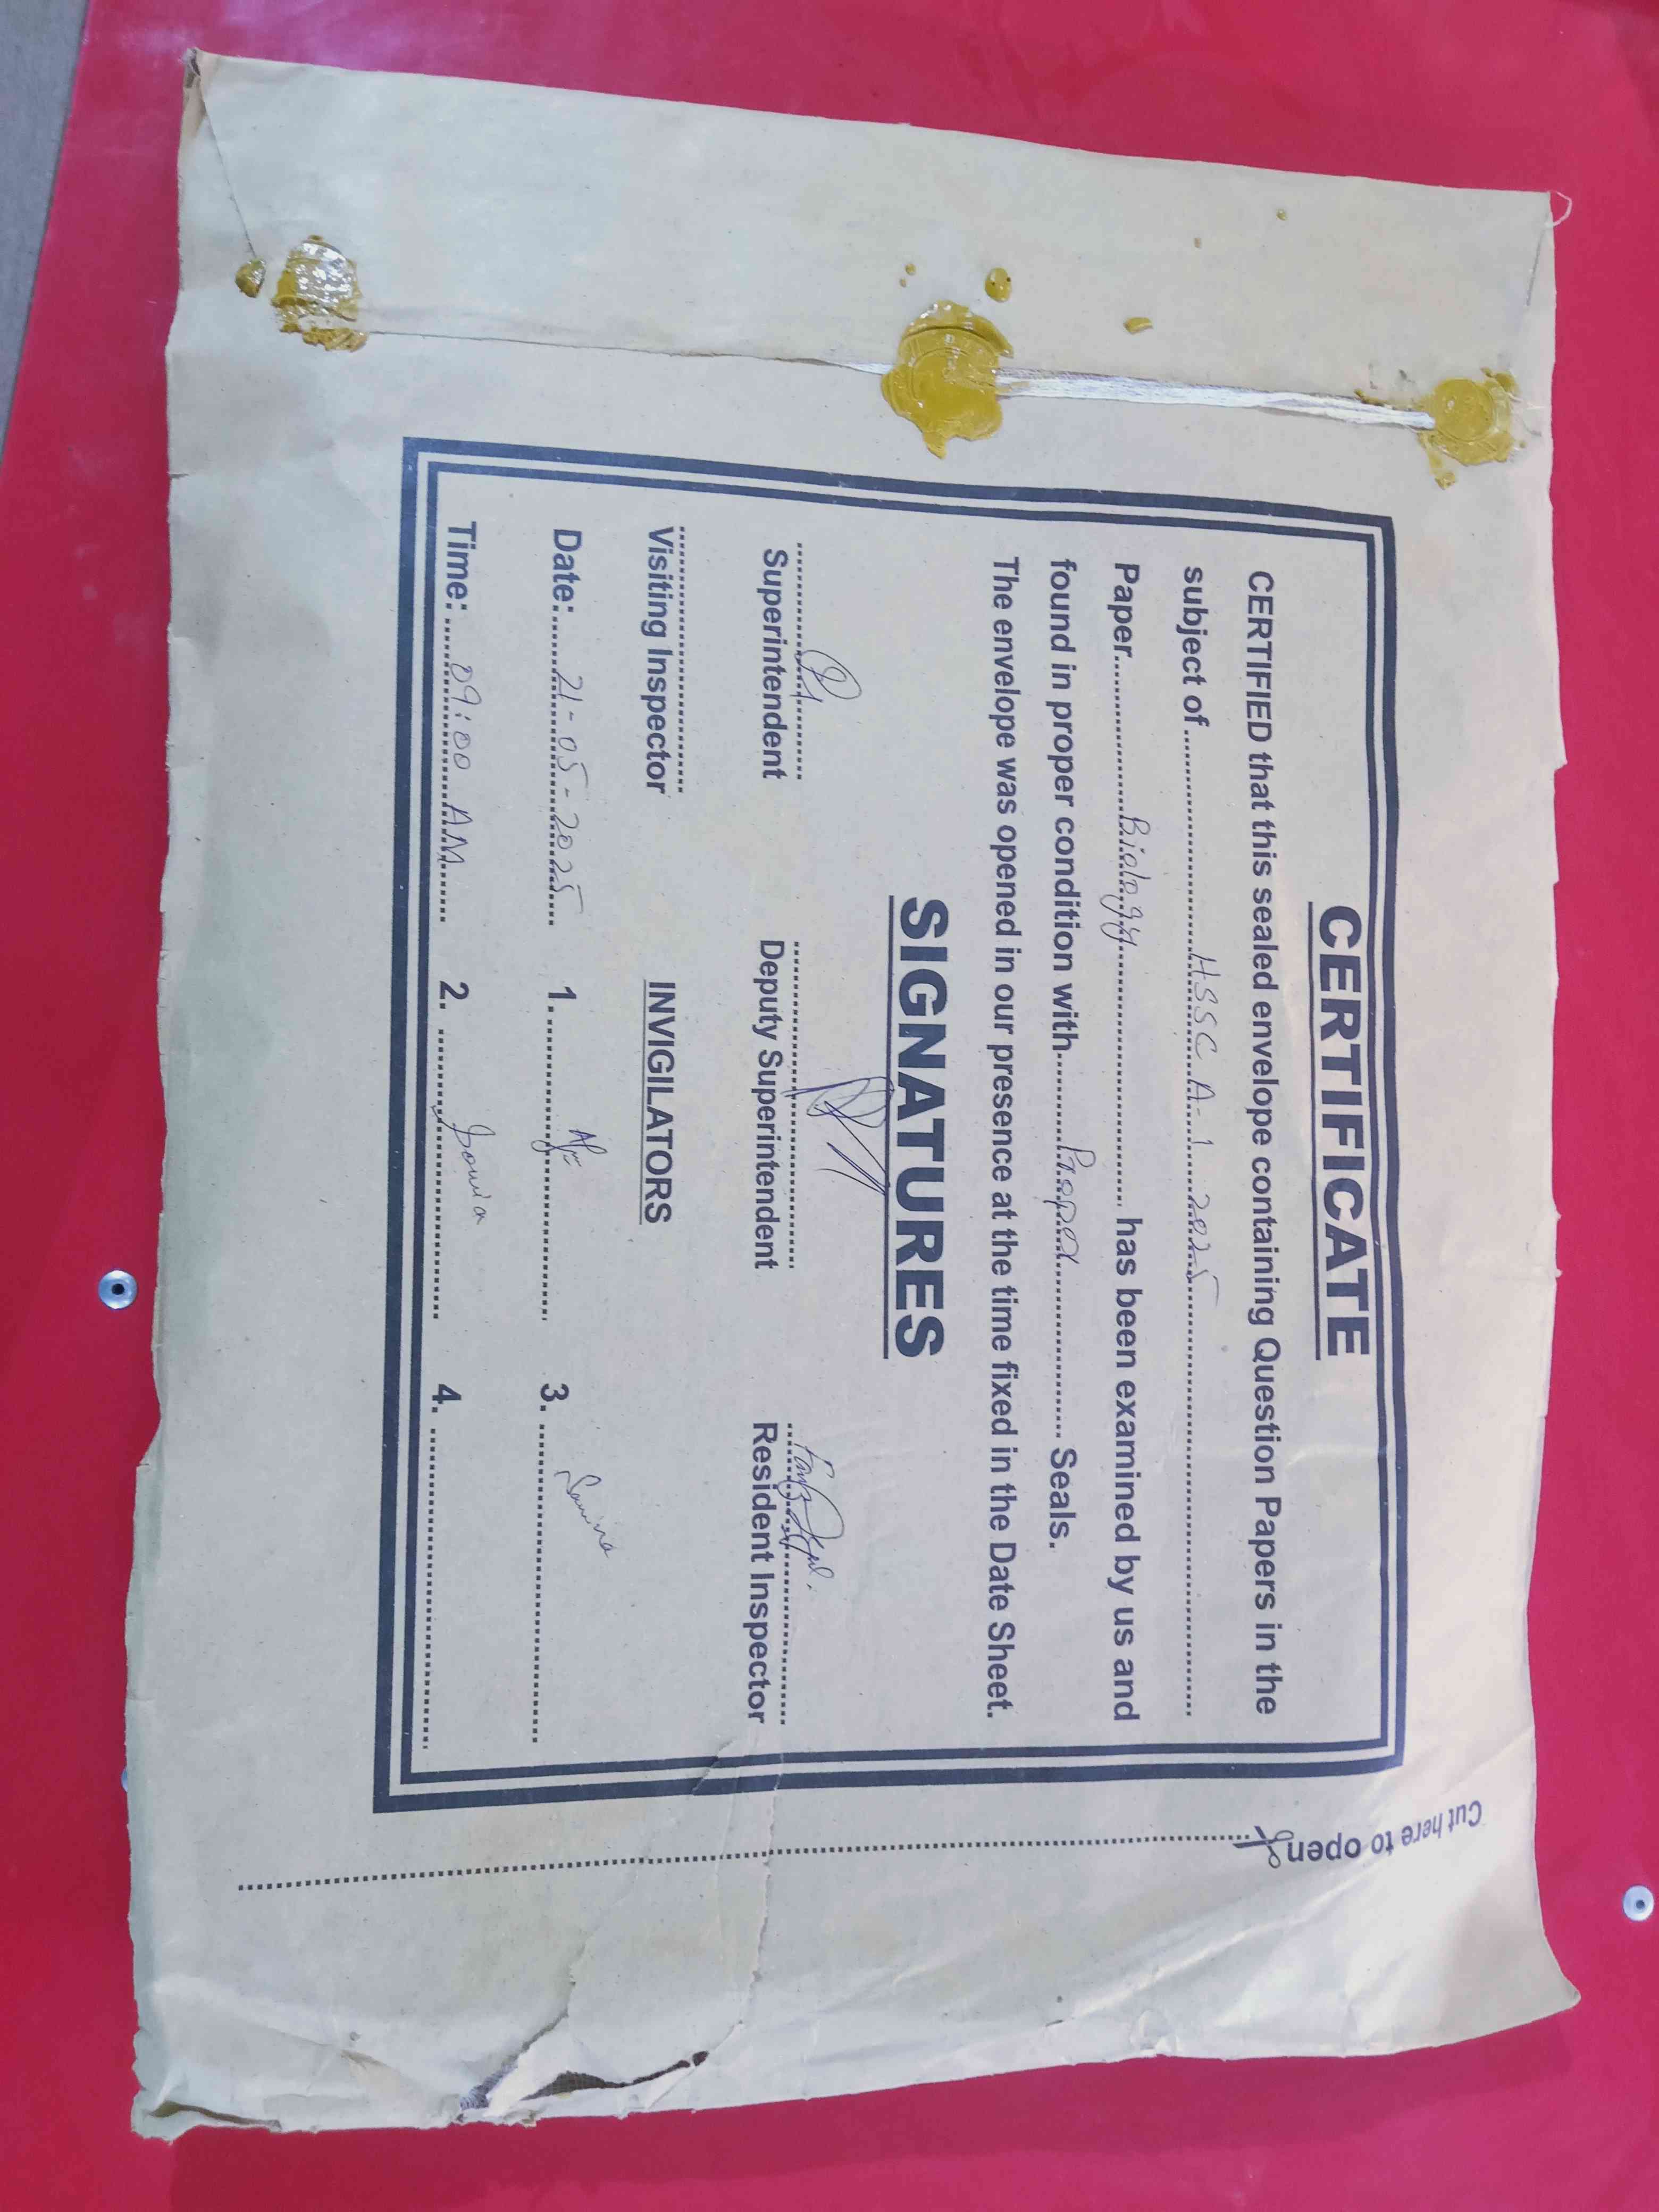 CERTIFICATE
CERTIFIED that this sealed envelope containing Question Papers in the
subject of.......... HSSC A-1 2025 ..........
Paper.......... Biology .......... has been examined by us and
found in proper condition with.......... Proper .......... Seals.
The envelope was opened in our presence at the time fixed in the Date Sheet.
SIGNATURES
Superintendent Deputy Superintendent Resident Inspector
Visiting Inspector INVIGILATORS
Date: 21-05-2025 1. 3. Samina
Time: 09:00 AM 2. 4.
Cut here to open